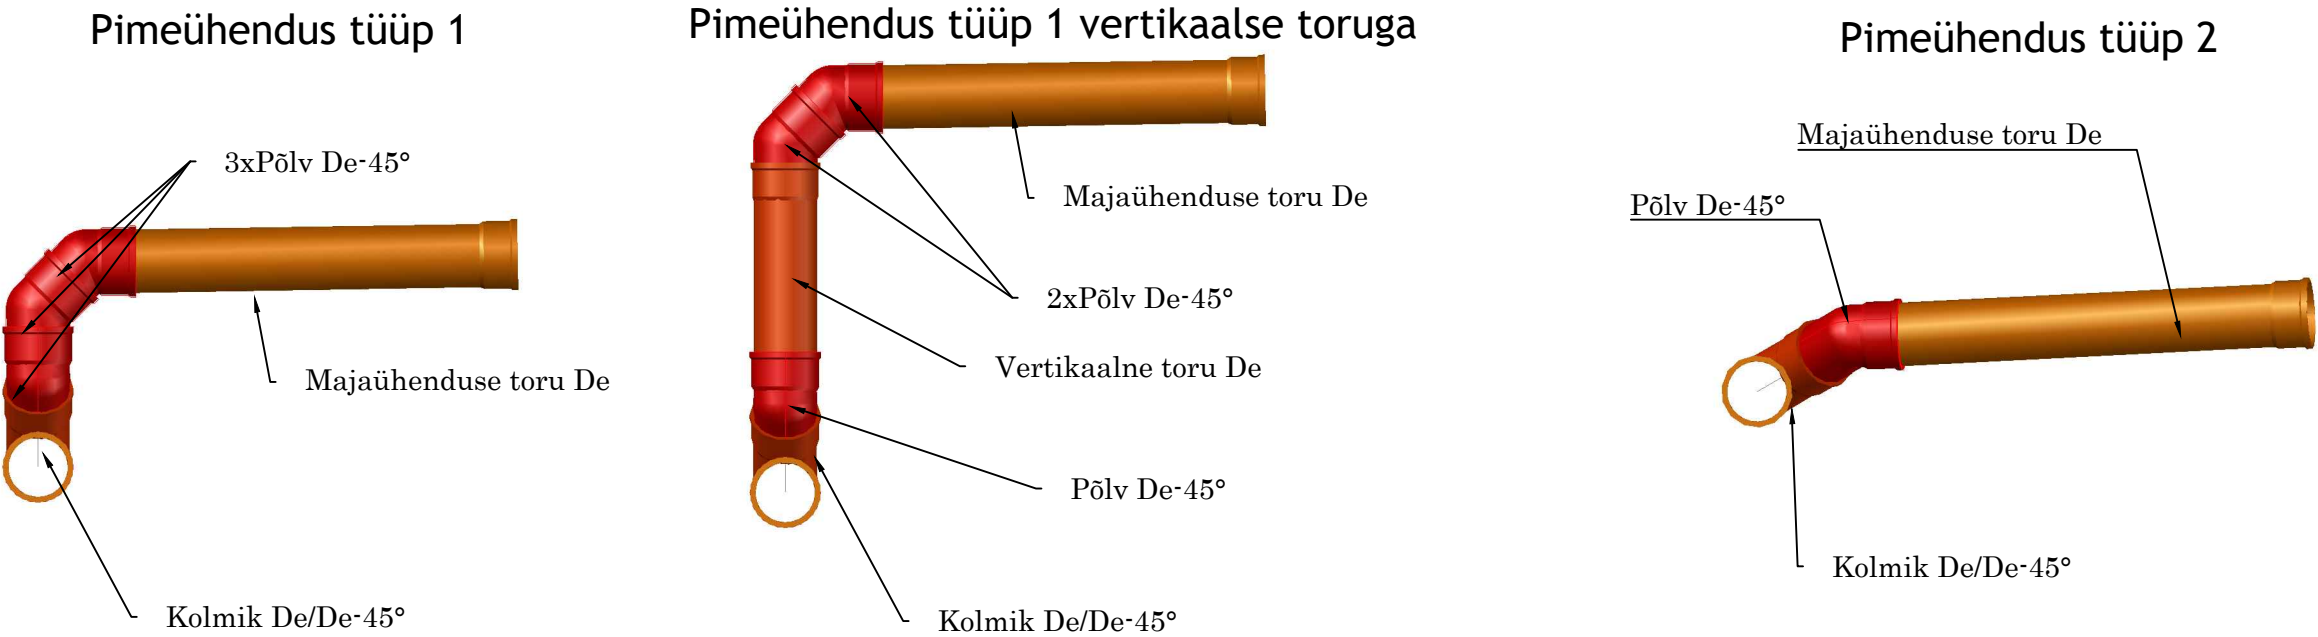 Pimeühendus tüüp 1
3xPõlv De-45°
Majaühenduse toru De
Kolmik De/De-45°
Pimeühendus tüüp 1 vertikaalse toruga
Majaühenduse toru De
2xPõlv De-45°
Vertikaalne toru De
Põlv De-45°
Kolmik De/De-45°
Pimeühendus tüüp 2
Majaühenduse toru De
Põlv De-45°
Kolmik De/De-45°